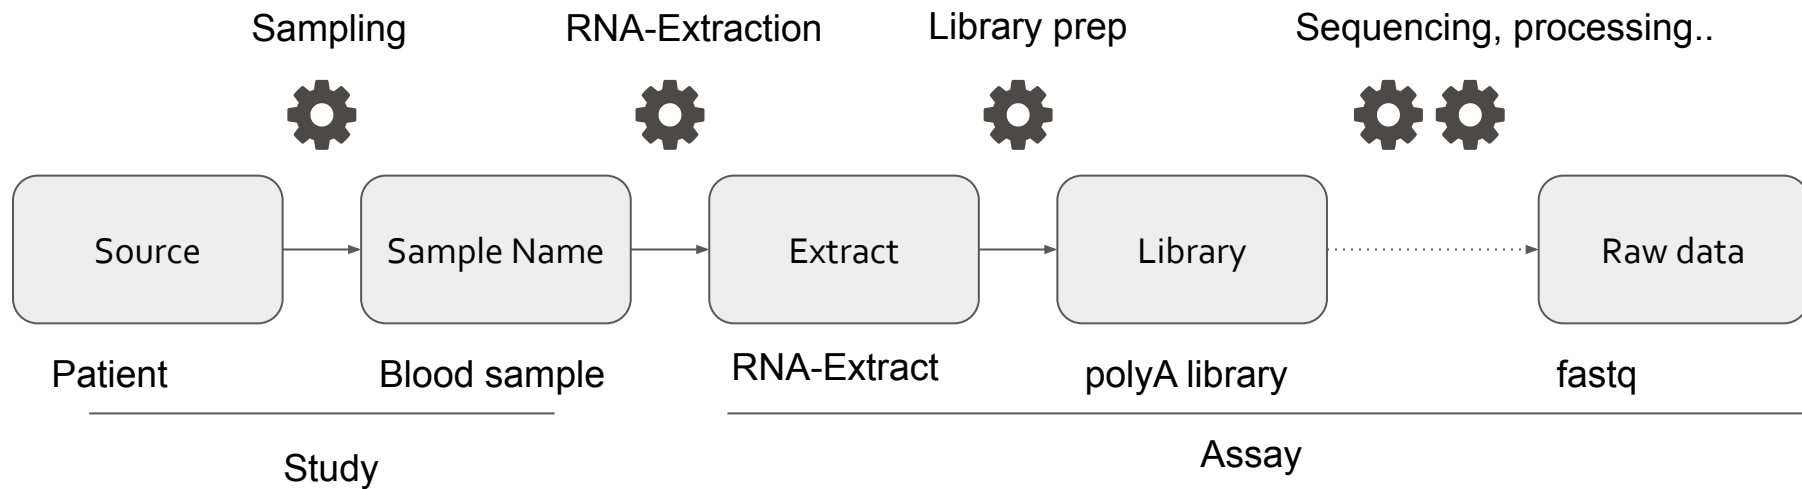 Sampling
RNA-Extraction
Library prep
Sequencing, processing..
Source
Sample Name
Extract
Library
Raw data
Patient
Blood sample
RNA-Extract
polyA library
fastq
Study
Assay